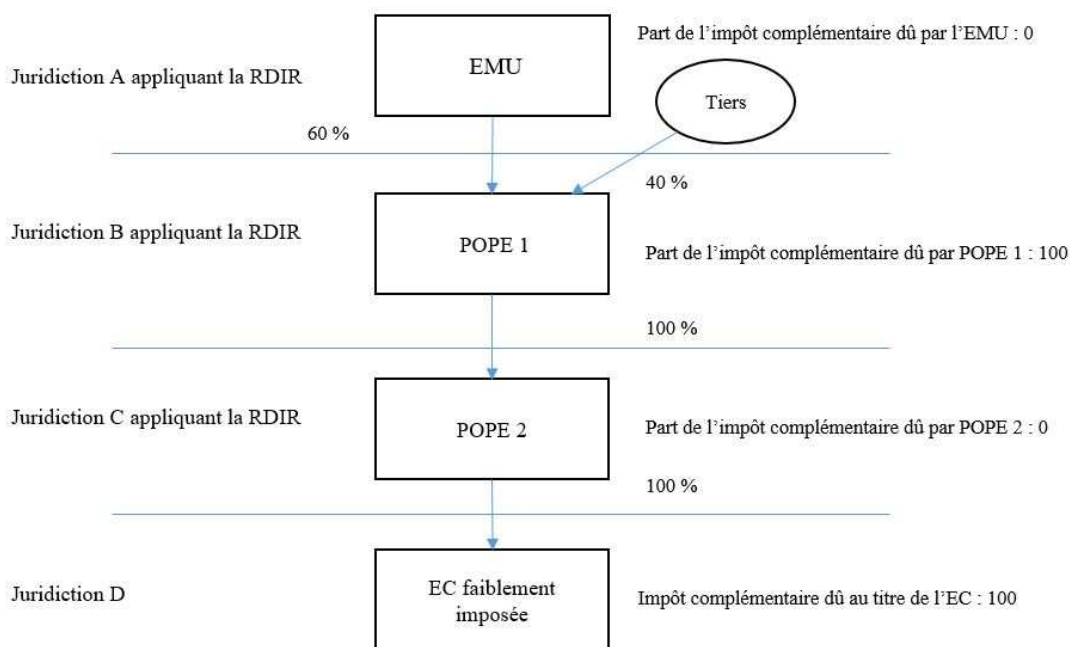 Part de l'impôt complémentaire dû par l'EMU : 0
EMU
Juridiction A appliquant la RDIR
Tiers
60 %
40 %
Juridiction B appliquant la RDIR
POPE 1
Part de l'impôt complémentaire dû par POPE 1 : 100
100 %
Juridiction C appliquant la RDIR
POPE 2
Part de l'impôt complémentaire dû par POPE 2 : 0
100 %
Juridiction D
EC faiblement
imposée
Impôt complémentaire dû au titre de l'EC : 100